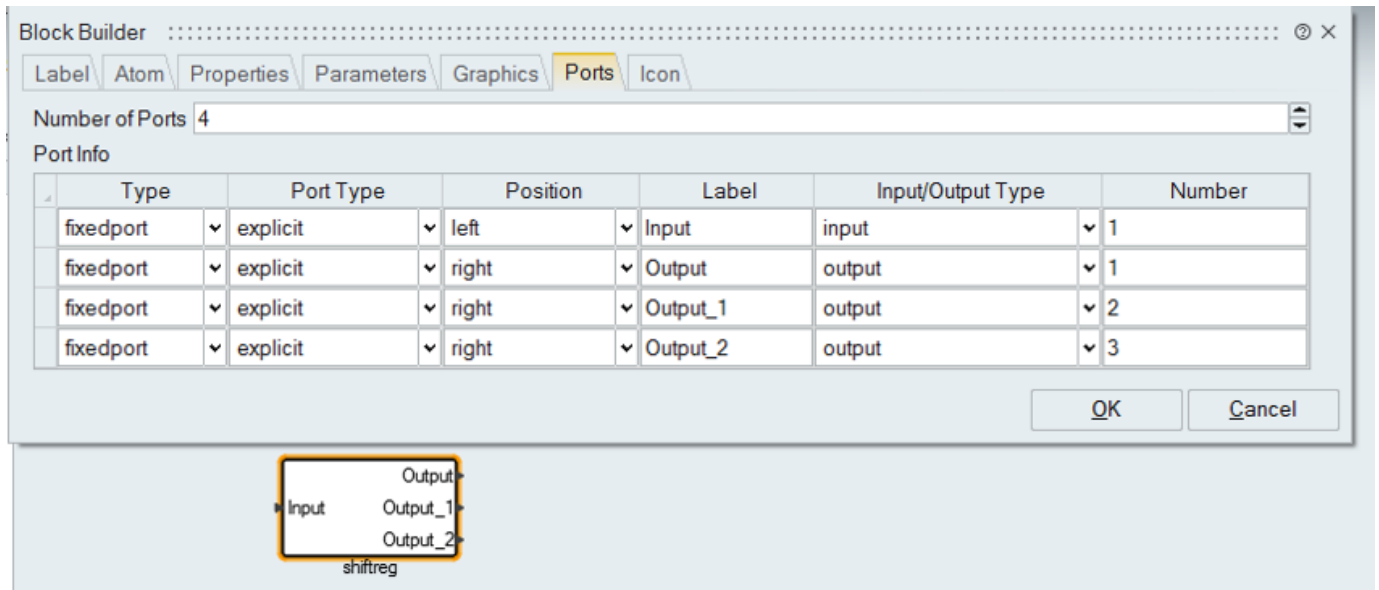 Block Builder
Label Atom Properties Parameters Graphics Ports Icon
Number of Ports 4
Port Info
Type Port Type Position Label Input/Output Type Number
fixedport explicit left Input input 1
fixedport explicit right Output output 1
fixedport explicit right Output_1 output 2
fixedport explicit right Output_2 output 3
OK Cancel
Output
Input Output_1
Output_2
shiftreg